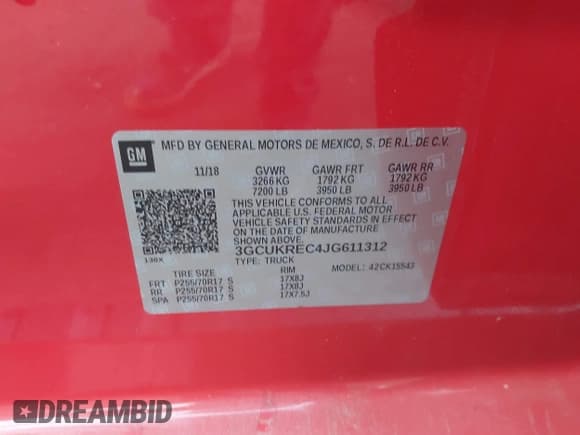 GM
MFD BY GENERAL MOTORS DE MEXICO, S. DE R.L. DE C.V.
11/18 GVWR GAWR FRT GAWR RR
3266 KG 1792 KG 1792 KG
7200 LB 3950 LB 3950 LB
THIS VEHICLE CONFORMS TO ALL
APPLICABLE U.S. FEDERAL MOTOR
VEHICLE SAFETY STANDARDS IN EFFECT
ON THE DATE OF MANUFACTURE
SHOWN ABOVE.
3GCUKREC4JG611312
TYPE: TRUCK MODEL: 42CK15543
TIRE SIZE RIM
FRT P255/70R17 S 17X8J
RR P255/70R17 S 17X8J
SPA P255/70R17 S 17X7.5J
DREAMBID